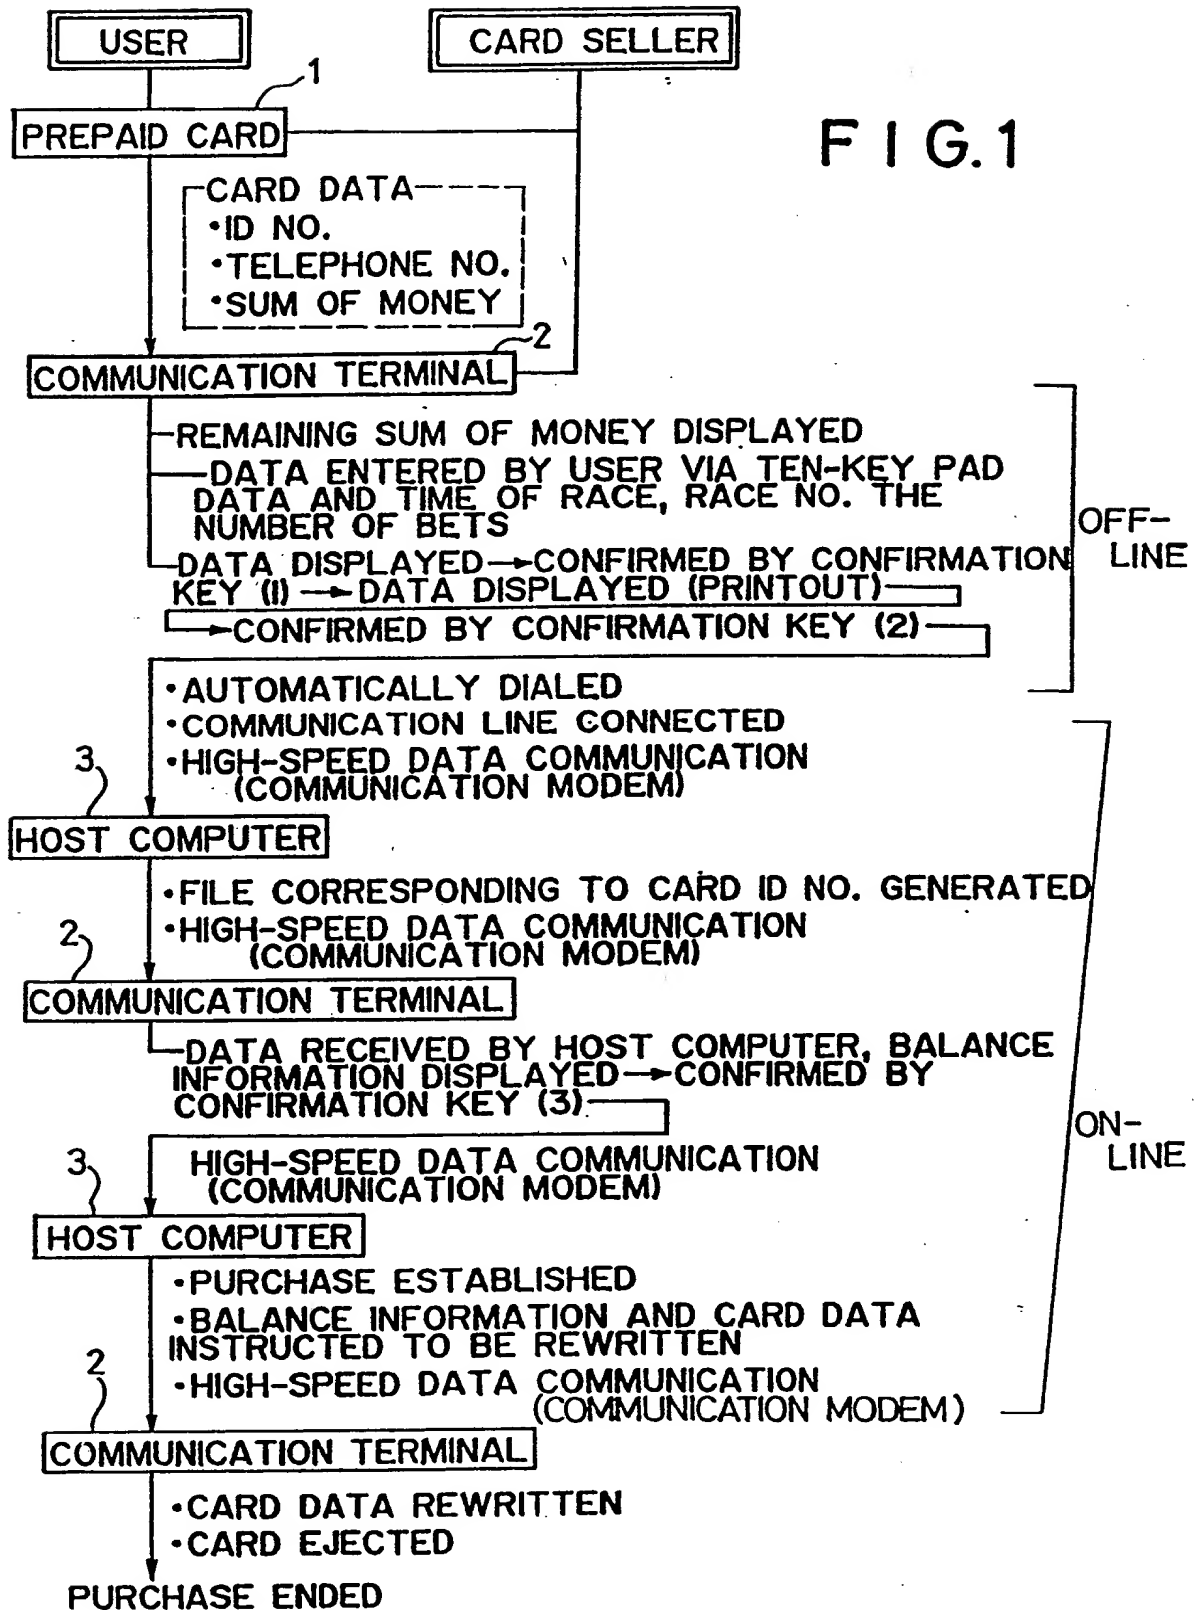 USER
CARD SELLER
1
PREPAID CARD
FIG.1
CARD DATA
•ID NO.
•TELEPHONE NO.
•SUM OF MONEY
2
COMMUNICATION TERMINAL
REMAINING SUM OF MONEY DISPLAYED
DATA ENTERED BY USER VIA TEN-KEY PAD
DATA AND TIME OF RACE, RACE NO. THE
NUMBER OF BETS
OFF-
LINE
DATA DISPLAYED→CONFIRMED BY CONFIRMATION
KEY (1)→DATA DISPLAYED (PRINTOUT)
→CONFIRMED BY CONFIRMATION KEY (2)
•AUTOMATICALLY DIALED
•COMMUNICATION LINE CONNECTED
•HIGH-SPEED DATA COMMUNICATION
(COMMUNICATION MODEM)
3
HOST COMPUTER
•FILE CORRESPONDING TO CARD ID NO. GENERATED
•HIGH-SPEED DATA COMMUNICATION
(COMMUNICATION MODEM)
2
COMMUNICATION TERMINAL
DATA RECEIVED BY HOST COMPUTER, BALANCE
INFORMATION DISPLAYED→CONFIRMED BY
CONFIRMATION KEY (3)
ON-
LINE
HIGH-SPEED DATA COMMUNICATION
(COMMUNICATION MODEM)
3
HOST COMPUTER
•PURCHASE ESTABLISHED
•BALANCE INFORMATION AND CARD DATA
INSTRUCTED TO BE REWRITTEN
•HIGH-SPEED DATA COMMUNICATION
(COMMUNICATION MODEM)
2
COMMUNICATION TERMINAL
•CARD DATA REWRITTEN
•CARD EJECTED
PURCHASE ENDED